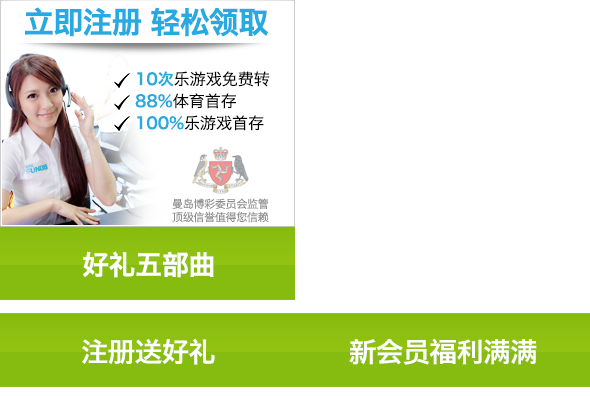 立即注册 轻松领取
10次乐游戏免费转
88%体育首存
100%乐游戏首存
曼岛博彩委员会监管
顶级信誉值得您信赖
好礼五部曲
注册送好礼
新会员福利满满